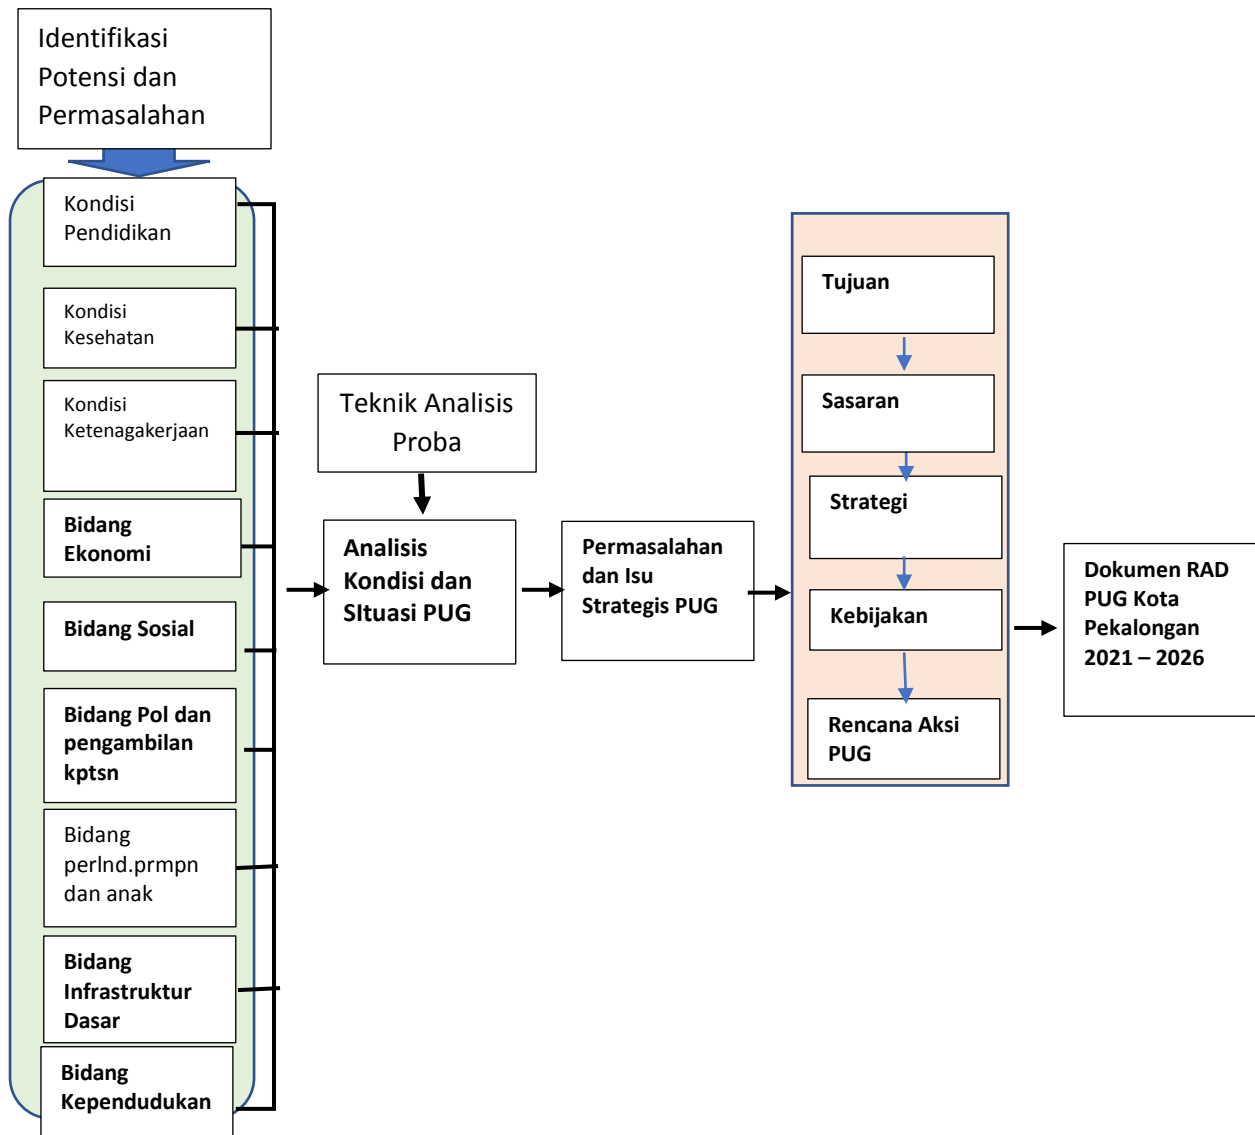 Identifikasi
Potensi dan
Permasalahan
Kondisi
Pendidikan
Kondisi
Kesehatan
Kondisi
Ketenagakerjaan
Bidang
Ekonomi
Bidang Sosial
Bidang Pol dan
pengambilan
kptsn
Bidang
perlnd.prmpn
dan anak
Bidang
Infrastruktur
Dasar
Bidang
Kependudukan
Teknik Analisis
Proba
Analisis
Kondisi dan
SItuasi PUG
Permasalahan
dan Isu
Strategis PUG
Tujuan
Sasaran
Strategi
Kebijakan
Rencana Aksi
PUG
Dokumen RAD
PUG Kota
Pekalongan
2021 – 2026